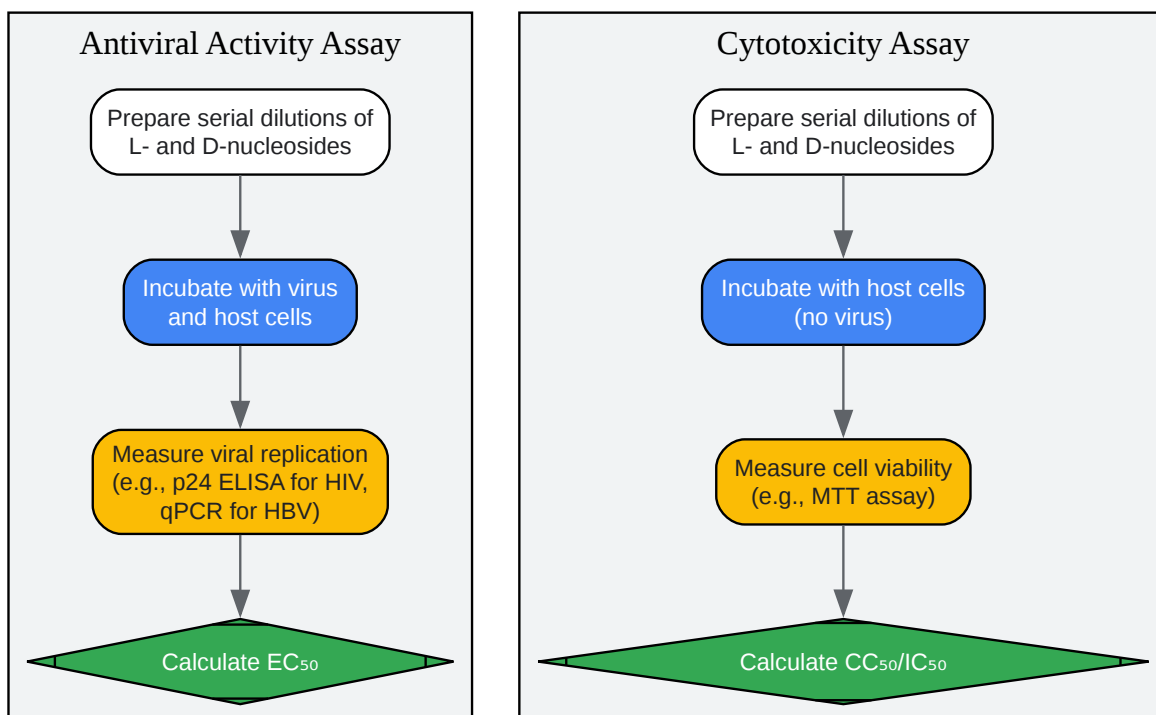 Antiviral Activity Assay
Prepare serial dilutions of
L- and D-nucleosides
Incubate with virus
and host cells
Measure viral replication
(e.g., p24 ELISA for HIV,
qPCR for HBV)
Calculate EC₅₀
Cytotoxicity Assay
Prepare serial dilutions of
L- and D-nucleosides
Incubate with host cells
(no virus)
Measure cell viability
(e.g., MTT assay)
Calculate CC₅₀/IC₅₀